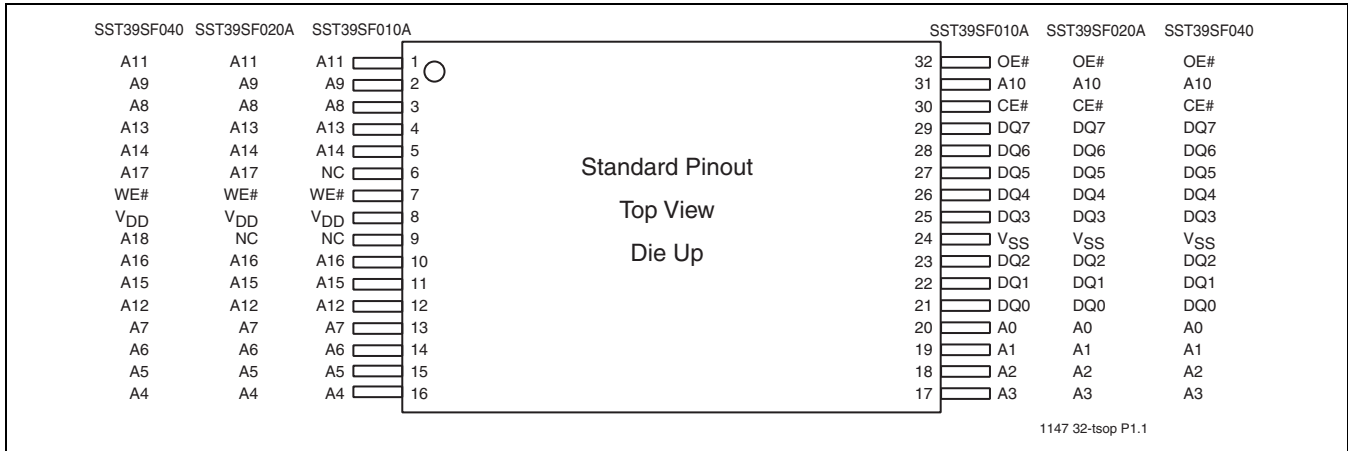 SST39SF040 SST39SF020A SST39SF010A SST39SF010A SST39SF020A SST39SF040
A11 A11 A11 1 32 OE# OE# OE#
A9 A9 A9 2 31 A10 A10 A10
A8 A8 A8 3 30 CE# CE# CE#
A13 A13 A13 4 29 DQ7 DQ7 DQ7
A14 A14 A14 5 28 DQ6 DQ6 DQ6
A17 A17 NC 6 Standard Pinout 27 DQ5 DQ5 DQ5
WE# WE# WE# 7 26 DQ4 DQ4 DQ4
VDD VDD VDD 8 Top View 25 DQ3 DQ3 DQ3
A18 NC NC 9 24 VSS VSS VSS
A16 A16 A16 10 Die Up 23 DQ2 DQ2 DQ2
A15 A15 A15 11 22 DQ1 DQ1 DQ1
A12 A12 A12 12 21 DQ0 DQ0 DQ0
A7 A7 A7 13 20 A0 A0 A0
A6 A6 A6 14 19 A1 A1 A1
A5 A5 A5 15 18 A2 A2 A2
A4 A4 A4 16 17 A3 A3 A3
1147 32-tsop P1.1